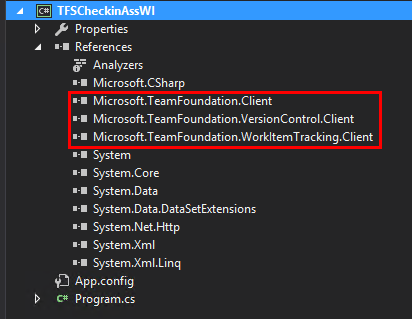 C# TFSCheckinAssWI
Properties
References
Analyzers
Microsoft.CSharp
Microsoft.TeamFoundation.Client
Microsoft.TeamFoundation.VersionControl.Client
Microsoft.TeamFoundation.WorkItemTracking.Client
System
System.Core
System.Data
System.Data.DataSetExtensions
System.Net.Http
System.Xml
System.Xml.Linq
App.config
C# Program.cs